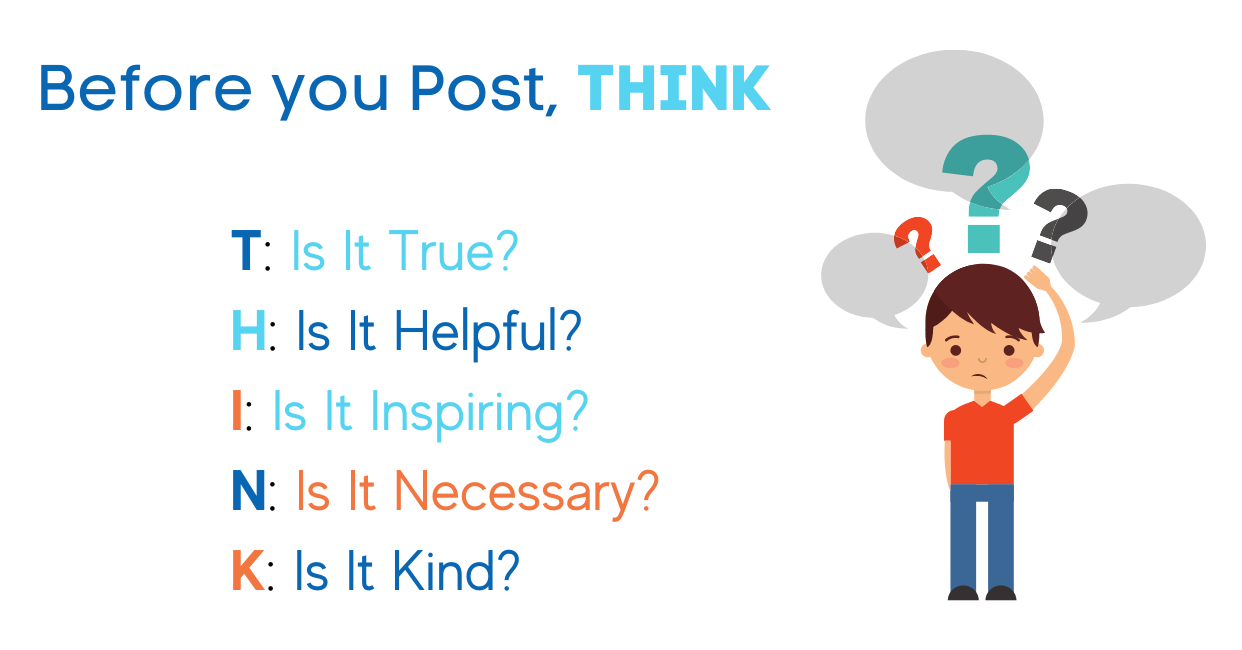 Before you Post, THINK
T: Is It True?
H: Is It Helpful?
I: Is It Inspiring?
N: Is It Necessary?
K: Is It Kind?
? ? ?